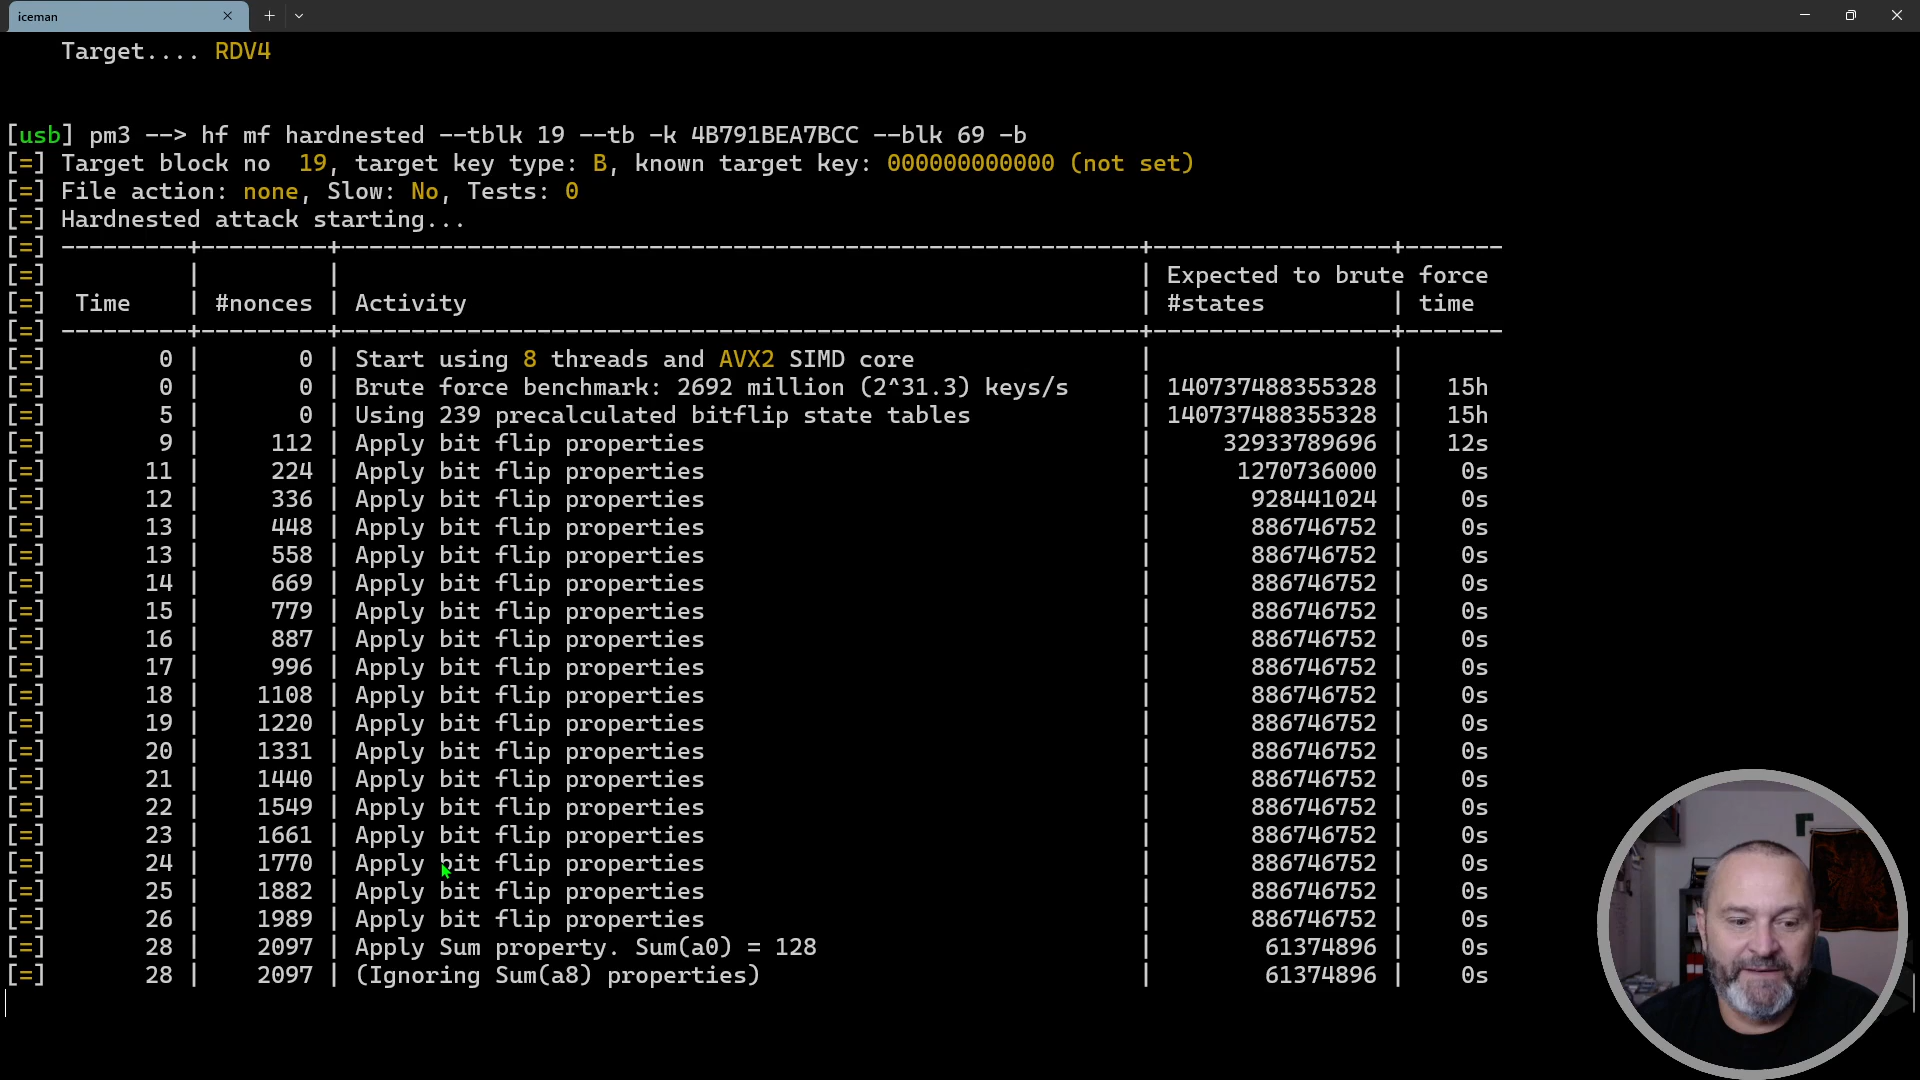 iceman
Target.... RDV4
[usb] pm3 --> hf mf hardnested --tblk 19 --tb -k 4B791BEA7BCC --blk 69 -b
[=] Target block no  19, target key type: B, known target key: 000000000000 (not set)
[=] File action: none, Slow: No, Tests: 0
[=] Hardnested attack starting...
[=] ---------+---------+---------------------------------------------------------+-----------------+-------
[=]          |         |                                                         | Expected to brute force
[=]  Time    | #nonces | Activity                                                | #states         | time
[=] ---------+---------+---------------------------------------------------------+-----------------+-------
[=]        0 |       0 | Start using 8 threads and AVX2 SIMD core                |                 |
[=]        0 |       0 | Brute force benchmark: 2692 million (2^31.3) keys/s     | 140737488355328 |   15h
[=]        5 |       0 | Using 239 precalculated bitflip state tables            | 140737488355328 |   15h
[=]        9 |     112 | Apply bit flip properties                               |     32933789696 |   12s
[=]       11 |     224 | Apply bit flip properties                               |      1270736000 |    0s
[=]       12 |     336 | Apply bit flip properties                               |       928441024 |    0s
[=]       13 |     448 | Apply bit flip properties                               |       886746752 |    0s
[=]       13 |     558 | Apply bit flip properties                               |       886746752 |    0s
[=]       14 |     669 | Apply bit flip properties                               |       886746752 |    0s
[=]       15 |     779 | Apply bit flip properties                               |       886746752 |    0s
[=]       16 |     887 | Apply bit flip properties                               |       886746752 |    0s
[=]       17 |     996 | Apply bit flip properties                               |       886746752 |    0s
[=]       18 |    1108 | Apply bit flip properties                               |       886746752 |    0s
[=]       19 |    1220 | Apply bit flip properties                               |       886746752 |    0s
[=]       20 |    1331 | Apply bit flip properties                               |       886746752 |    0s
[=]       21 |    1440 | Apply bit flip properties                               |       886746752 |    0s
[=]       22 |    1549 | Apply bit flip properties                               |       886746752 |    0s
[=]       23 |    1661 | Apply bit flip properties                               |       886746752 |    0s
[=]       24 |    1770 | Apply bit flip properties                               |       886746752 |    0s
[=]       25 |    1882 | Apply bit flip properties                               |       886746752 |    0s
[=]       26 |    1989 | Apply bit flip properties                               |       886746752 |    0s
[=]       28 |    2097 | Apply Sum property. Sum(a0) = 128                       |        61374896 |    0s
[=]       28 |    2097 | (Ignoring Sum(a8) properties)                           |        61374896 |    0s